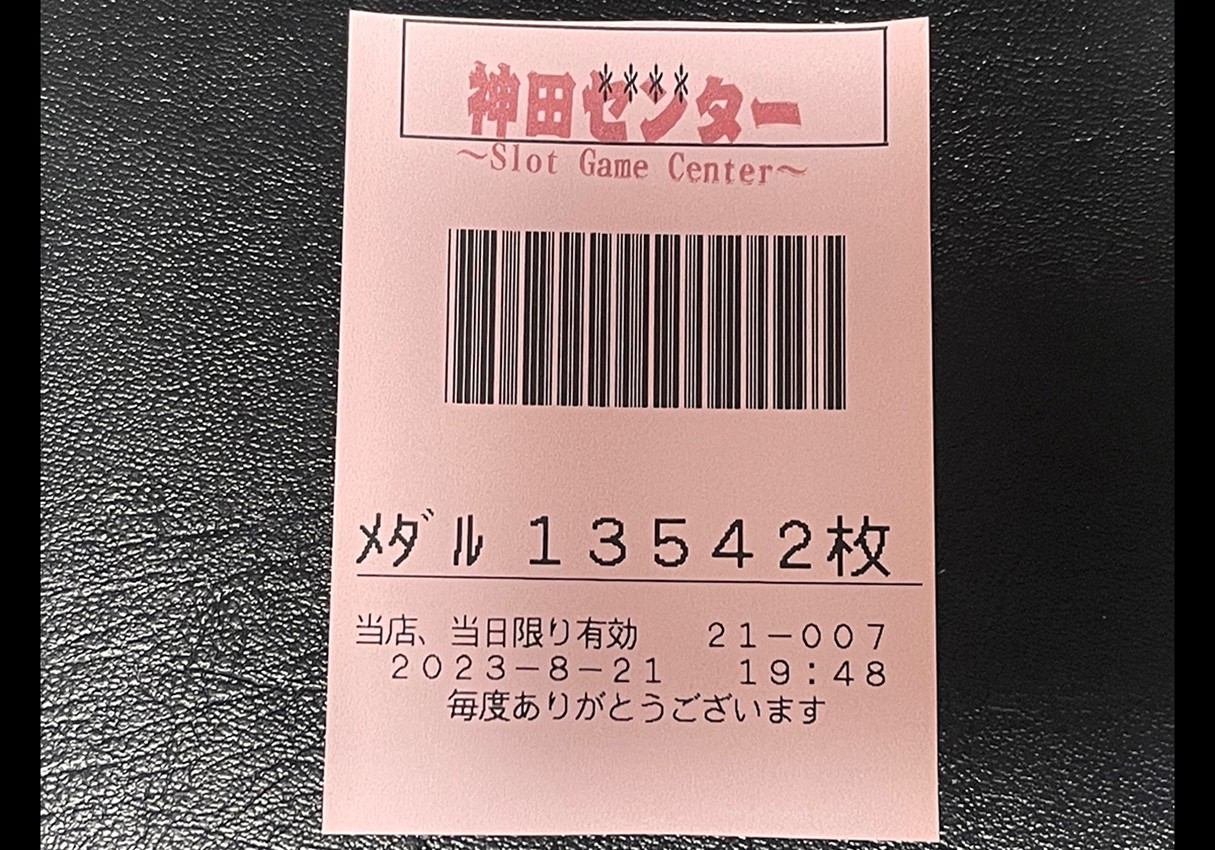 神田センター
****
～Slot Game Center～
ﾒﾀﾞﾙ 13542枚
当店、当日限り有効 21－007
2023－8－21 19:48
毎度ありがとうございます